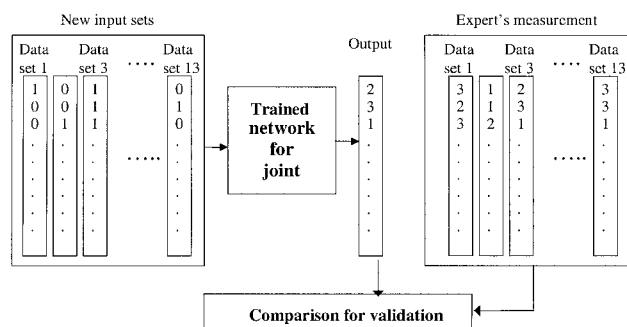 New input sets
Expert's measurement
Data set 1
Data set 3
Data set 13
Output
Data set 1
Data set 3
Data set 13
1 0 1 0
0 0 1 1
0 1 1 0
Trained
network
for
joint
2
3
1
3 1 2 3
2 1 3 3
3 2 1 1
Comparison for validation